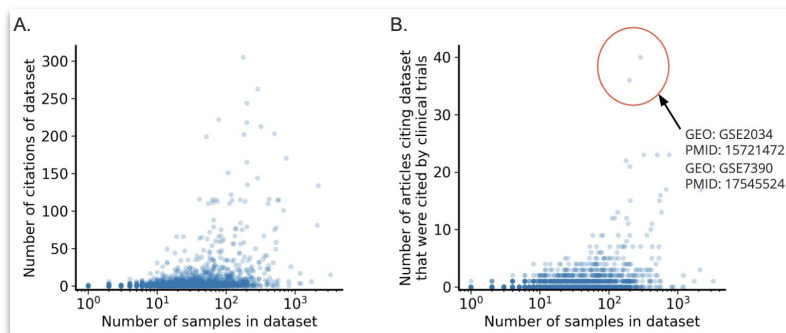 A.
Number of citations of dataset
300
250
200
150
100
50
0
10⁰
10¹
10²
10³
Number of samples in dataset
B.
Number of articles citing dataset
that were cited by clinical trials
40
30
20
10
0
10⁰
10¹
10²
10³
Number of samples in dataset
GEO: GSE2034
PMID: 15721472
GEO: GSE7390
PMID: 17545524